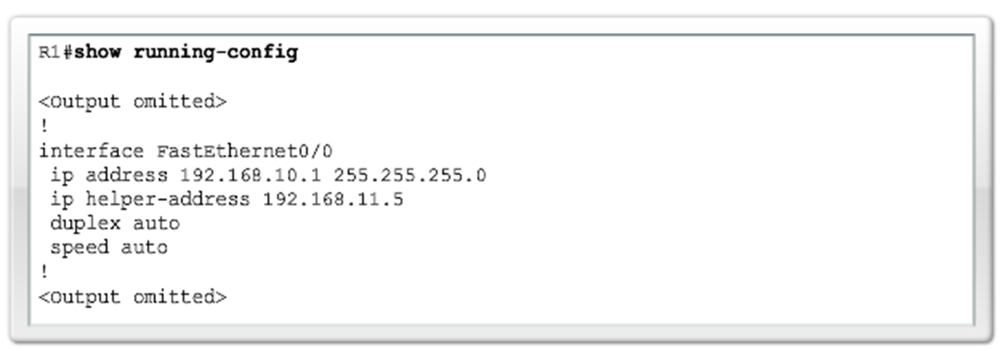 R1#show running-config
<Output omitted>
!
interface FastEthernet0/0
ip address 192.168.10.1 255.255.255.0
ip helper-address 192.168.11.5
duplex auto
speed auto
!
<Output omitted>